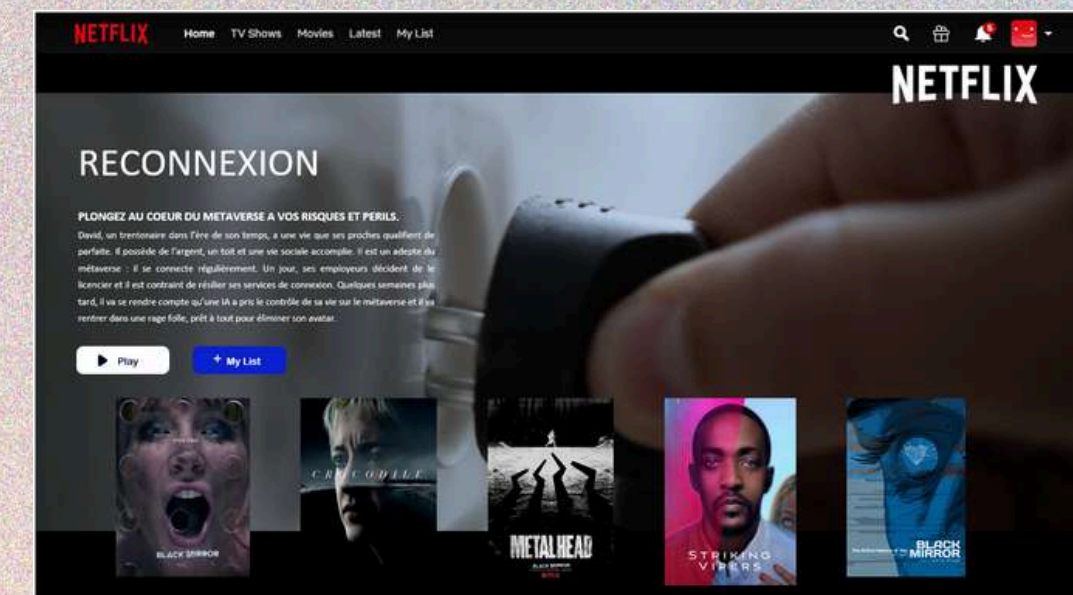 NETFLIX Home TV Shows Movies Latest My List
5
NETFLIX
RECONNEXION
PLONGEZ AU COEUR DU METAVERSE A VOS RISQUES ET PERILS.
David, un trentenaire dans l'ère de son temps, a une vie que ses proches qualifient de
parfaite. Il possède de l'argent, un toit et une vie sociale accomplie. Il est un adepte du
métaverse : il se connecte régulièrement. Un jour, ses employeurs décident de le
licencier et il est contraint de résilier ses services de connexion. Quelques semaines plus
tard, il va se rendre compte qu'une IA a pris le contrôle de sa vie sur le métaverse et il va
rentrer dans une rage folle, prêt à tout pour éliminer son avatar.
Play + My List
BLACK MIRROR
CROCODILE
METALHEAD
BLACK MIRROR
STRIKING
VIPERS
BLACK
MIRROR